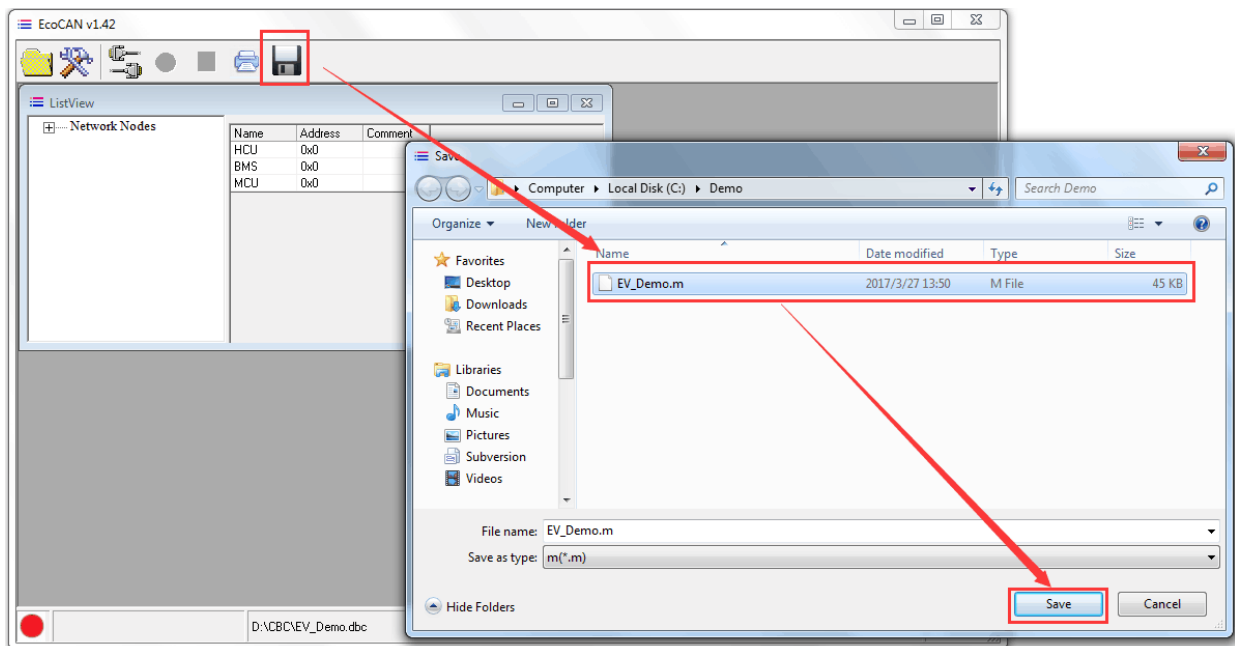 EcoCAN v1.42
ListView
Network Nodes
Name Address Comment
HCU 0x0
BMS 0x0
MCU 0x0
Save
Computer Local Disk (C:) Demo
Search Demo
Organize New folder
Favorites
Desktop
Downloads
Recent Places
Libraries
Documents
Music
Pictures
Subversion
Videos
Name Date modified Type Size
EV_Demo.m 2017/3/27 13:50 M File 45 KB
File name: EV_Demo.m
Save as type: m(*.m)
Hide Folders
Save Cancel
D:\CBC\EV_Demo.dbc